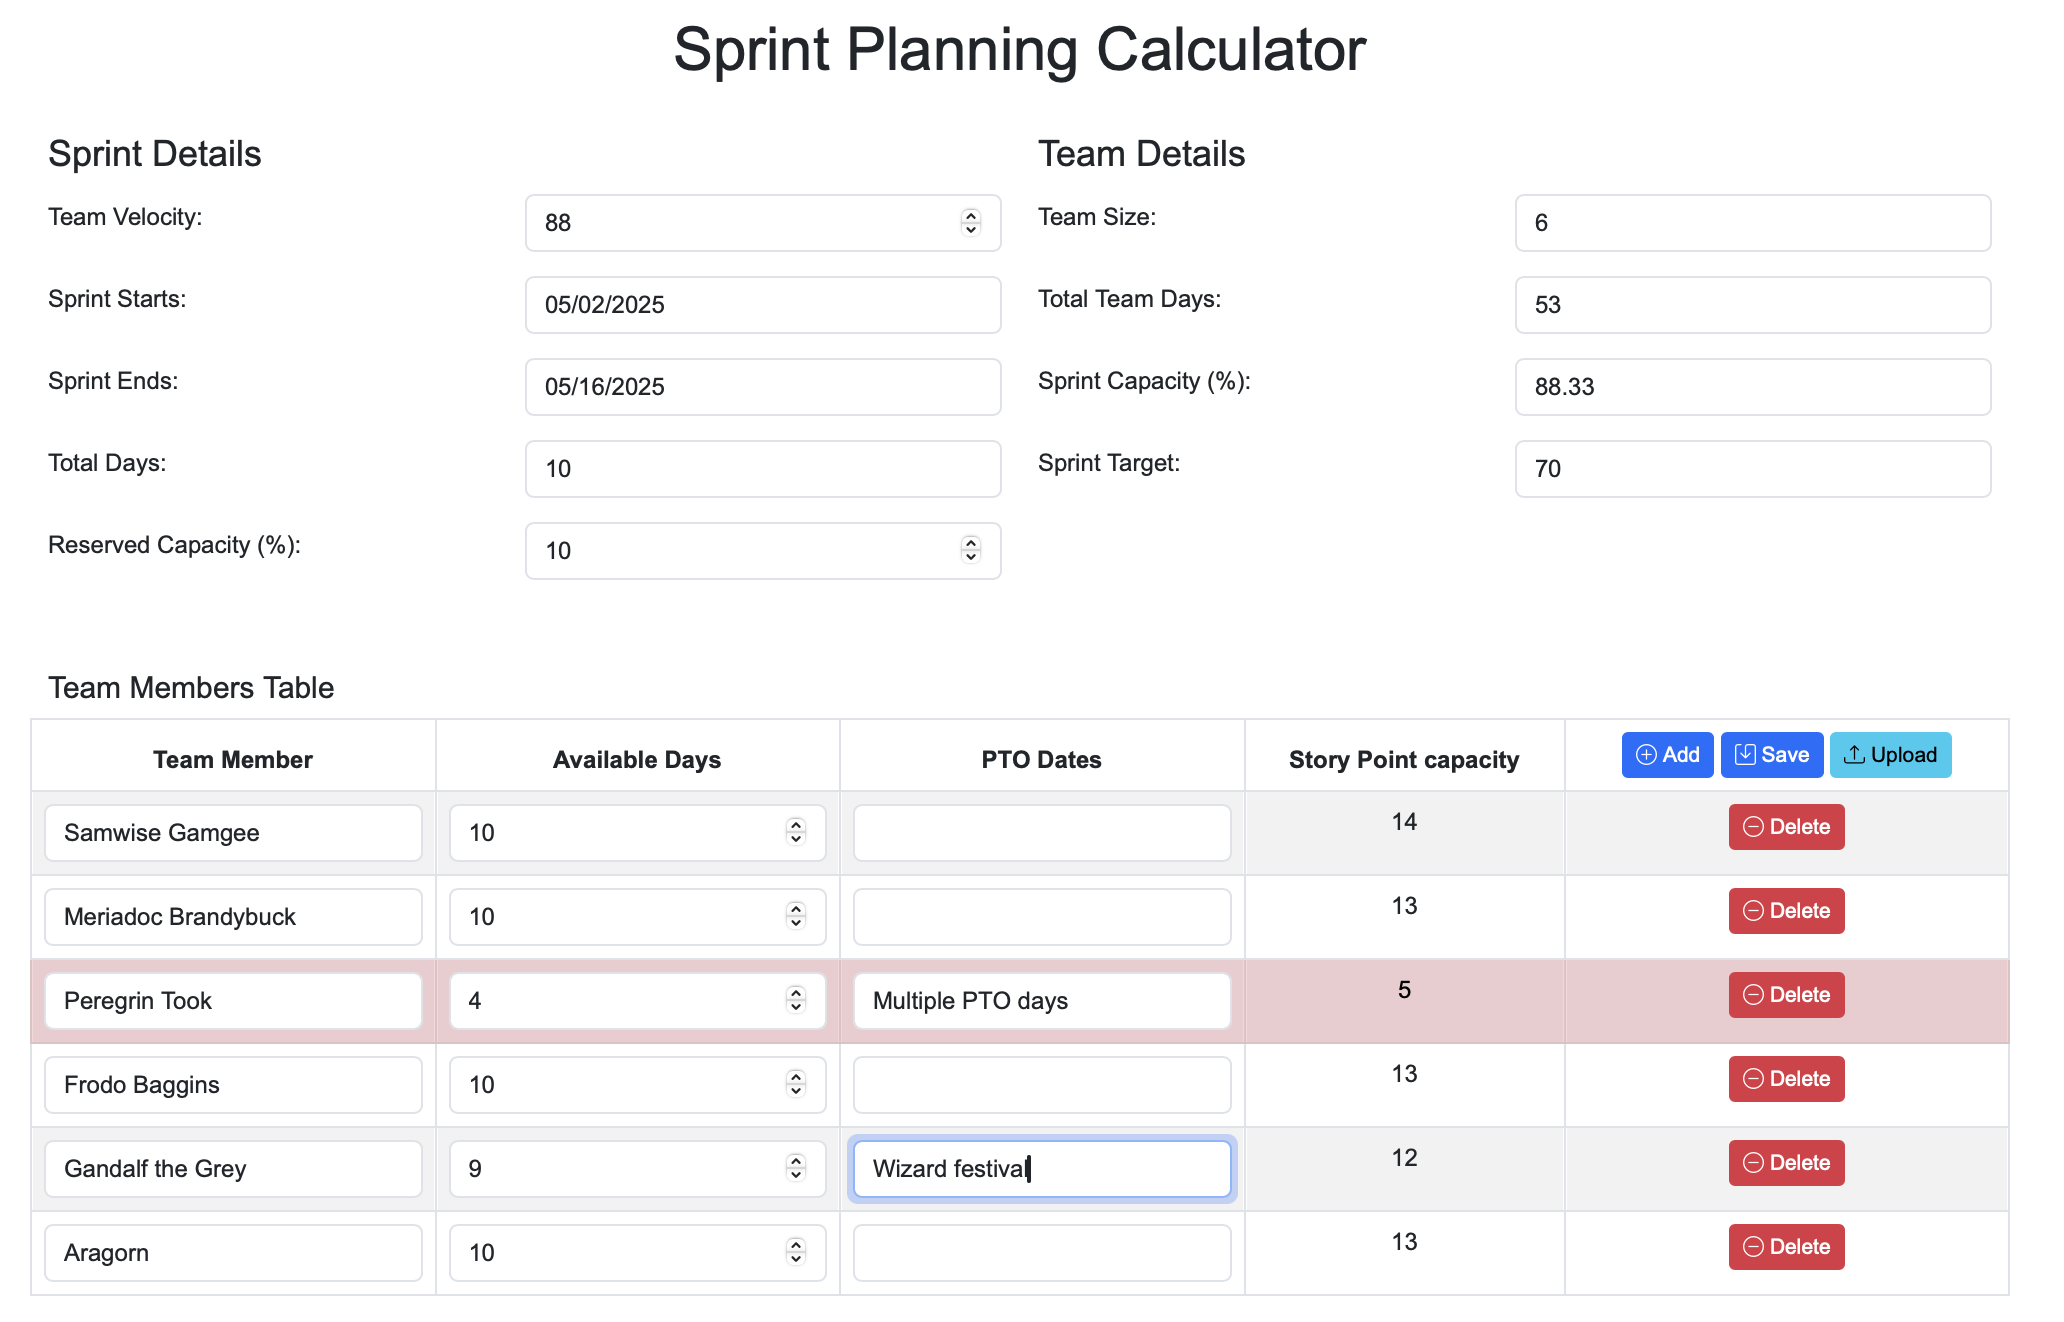 Sprint Planning Calculator
Sprint Details
Team Velocity: 88
Sprint Starts: 05/02/2025
Sprint Ends: 05/16/2025
Total Days: 10
Reserved Capacity (%): 10
Team Details
Team Size: 6
Total Team Days: 53
Sprint Capacity (%): 88.33
Sprint Target: 70
Team Members Table
Team Member Available Days PTO Dates Story Point capacity Add Save Upload
Samwise Gamgee 10 14 Delete
Meriadoc Brandybuck 10 13 Delete
Peregrin Took 4 Multiple PTO days 5 Delete
Frodo Baggins 10 13 Delete
Gandalf the Grey 9 Wizard festival 12 Delete
Aragorn 10 13 Delete